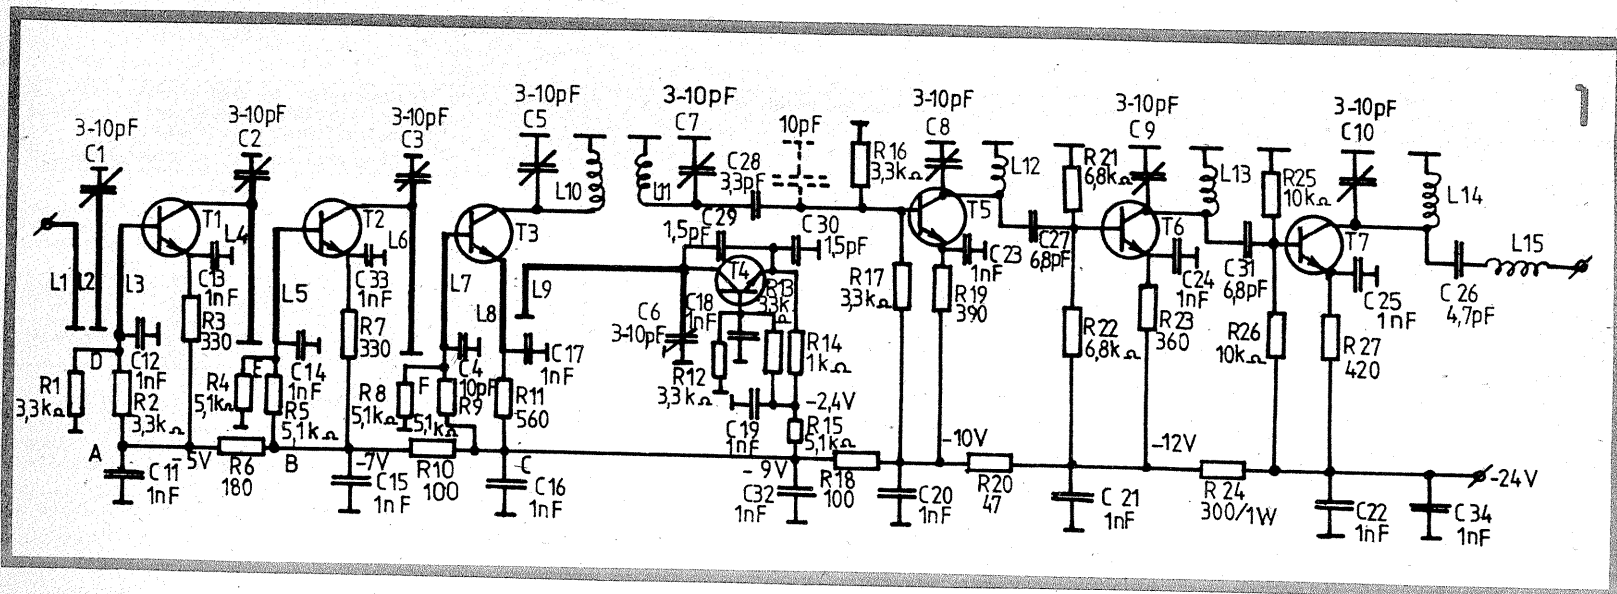 1
3-10pF
C1
3-10pF
C2
3-10pF
C3
3-10pF
C5
3-10pF
C7
10pF
3-10pF
C8
3-10pF
C9
3-10pF
C10
L1
L2
L3
T1
L4
C13
1nF
R3
330
D
C12
1nF
R1
3,3kΩ
R2
3,3kΩ
A
C11
1nF
-5V
R6
180
L5
T2
L6
C33
1nF
R7
330
E
C14
1nF
R4
5,1kΩ
R5
5,1kΩ
B
-7V
C15
1nF
R10
100
L7
T3
L8
L9
L10
L11
F
C4
10pF
R8
5,1kΩ
R9
C17
1nF
R11
560
C
C16
1nF
C28
3,3pF
C29
1,5pF
C30
1,5pF
T4
C6
3-10pF
C18
1nF
R13
33k
R12
3,3kΩ
R14
1kΩ
-2,4V
C19
1nF
R15
5,1kΩ
-9V
C32
1nF
R18
100
R16
3,3kΩ
R17
3,3kΩ
T5
L12
C23
1nF
R19
390
-10V
C20
1nF
R20
47
C27
6,8pF
R21
6,8kΩ
R22
6,8kΩ
T6
L13
C24
1nF
R23
360
-12V
C21
1nF
C31
6,8pF
R25
10kΩ
R26
10kΩ
R24
300/1W
T7
L14
C25
1nF
R27
420
C26
4,7pF
L15
-24V
C22
1nF
C34
1nF